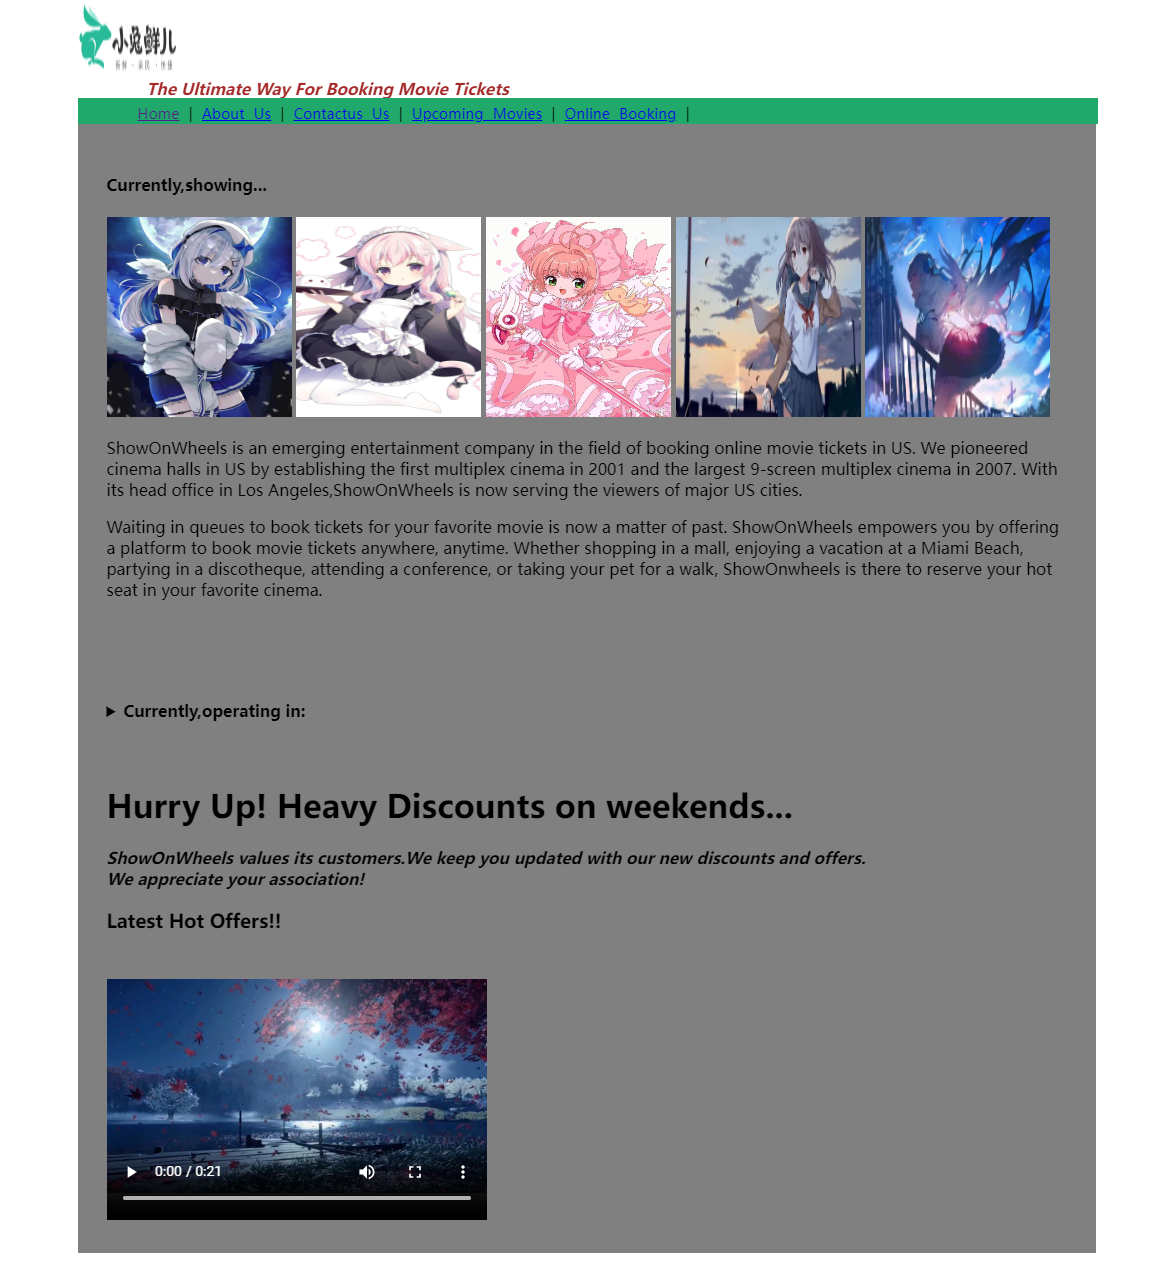 小兔鲜儿
新鲜 · 亲民 · 快捷
The Ultimate Way For Booking Movie Tickets
Home | About Us | Contactus Us | Upcoming Movies | Online Booking |
Currently,showing...
ShowOnWheels is an emerging entertainment company in the field of booking online movie tickets in US. We pioneered
cinema halls in US by establishing the first multiplex cinema in 2001 and the largest 9-screen multiplex cinema in 2007. With
its head office in Los Angeles,ShowOnWheels is now serving the viewers of major US cities.
Waiting in queues to book tickets for your favorite movie is now a matter of past. ShowOnWheels empowers you by offering
a platform to book movie tickets anywhere, anytime. Whether shopping in a mall, enjoying a vacation at a Miami Beach,
partying in a discotheque, attending a conference, or taking your pet for a walk, ShowOnwheels is there to reserve your hot
seat in your favorite cinema.
Currently,operating in:
Hurry Up! Heavy Discounts on weekends...
ShowOnWheels values its customers.We keep you updated with our new discounts and offers.
We appreciate your association!
Latest Hot Offers!!
0:00 / 0:21